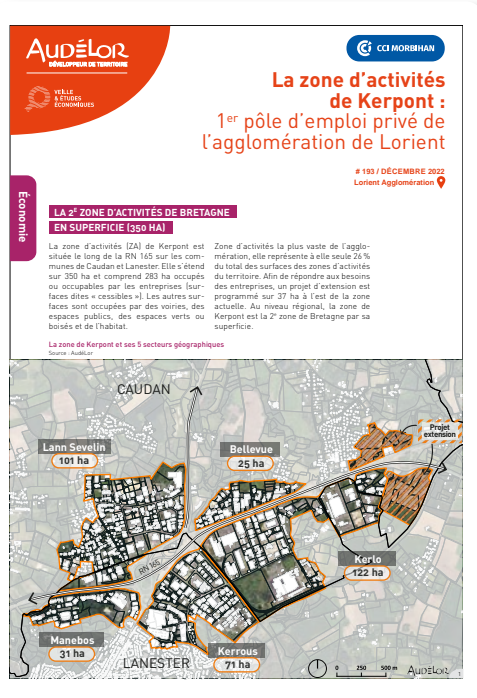 AUDÉLOR
DÉVELOPPEUR DE TERRITOIRE
VEILLE
& ÉTUDES
ÉCONOMIQUES
CCI MORBIHAN
La zone d'activités
de Kerpont :
1er pôle d'emploi privé de
l'agglomération de Lorient
# 193 / DÉCEMBRE 2022
Lorient Agglomération
Économie
LA 2E ZONE D'ACTIVITÉS DE BRETAGNE
EN SUPERFICIE (350 HA)
La zone d'activités (ZA) de Kerpont est
située le long de la RN 165 sur les com-
munes de Caudan et Lanester. Elle s'étend
sur 350 ha et comprend 283 ha occupés
ou occupables par les entreprises (sur-
faces dites « cessibles »). Les autres sur-
faces sont occupées par des voiries, des
espaces publics, des espaces verts ou
boisés et de l'habitat.
Zone d'activités la plus vaste de l'agglo-
mération, elle représente à elle seule 26 %
du total des surfaces des zones d'activités
du territoire. Afin de répondre aux besoins
des entreprises, un projet d'extension est
programmé sur 37 ha à l'est de la zone
actuelle. Au niveau régional, la zone de
Kerpont est la 2e zone de Bretagne par sa
superficie.
La zone de Kerpont et ses 5 secteurs géographiques
Source : AudéLor
CAUDAN
Projet
extension
Lann Sevelin
101 ha
Bellevue
25 ha
RN 165
Kerlo
122 ha
Manebos
31 ha
LANESTER
Kerrous
71 ha
0 250 500 m
AUDÉLOR
1